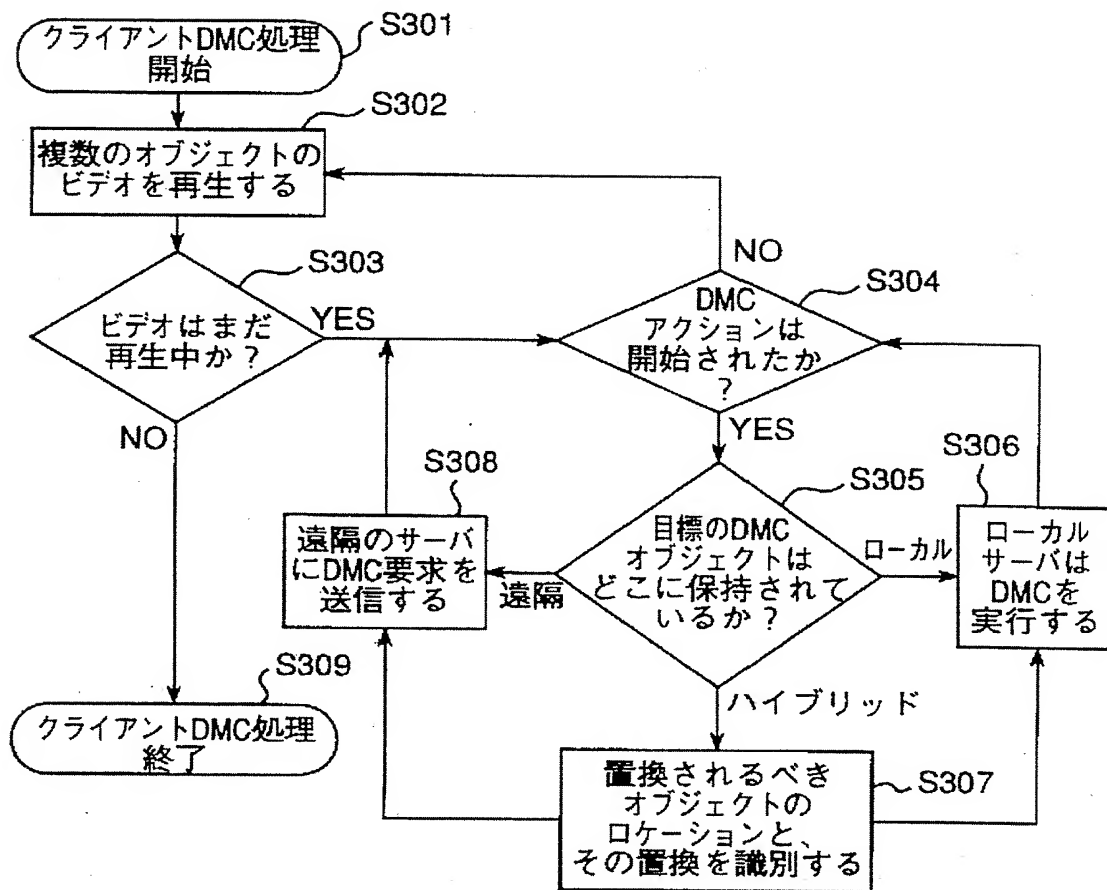 クライアントDMC処理
開始
S301
S302
複数のオブジェクトの
ビデオを再生する
S303
ビデオはまだ
再生中か?
YES
NO
NO
S304
DMC
アクションは
開始されたか
?
YES
S305
目標のDMC
オブジェクトは
どこに保持されて
いるか?
ローカル
遠隔
ハイブリッド
S306
ローカル
サーバは
DMCを
実行する
S308
遠隔のサーバ
にDMC要求を
送信する
S307
置換されるべき
オブジェクトの
ロケーションと、
その置換を識別する
S309
クライアントDMC処理
終了